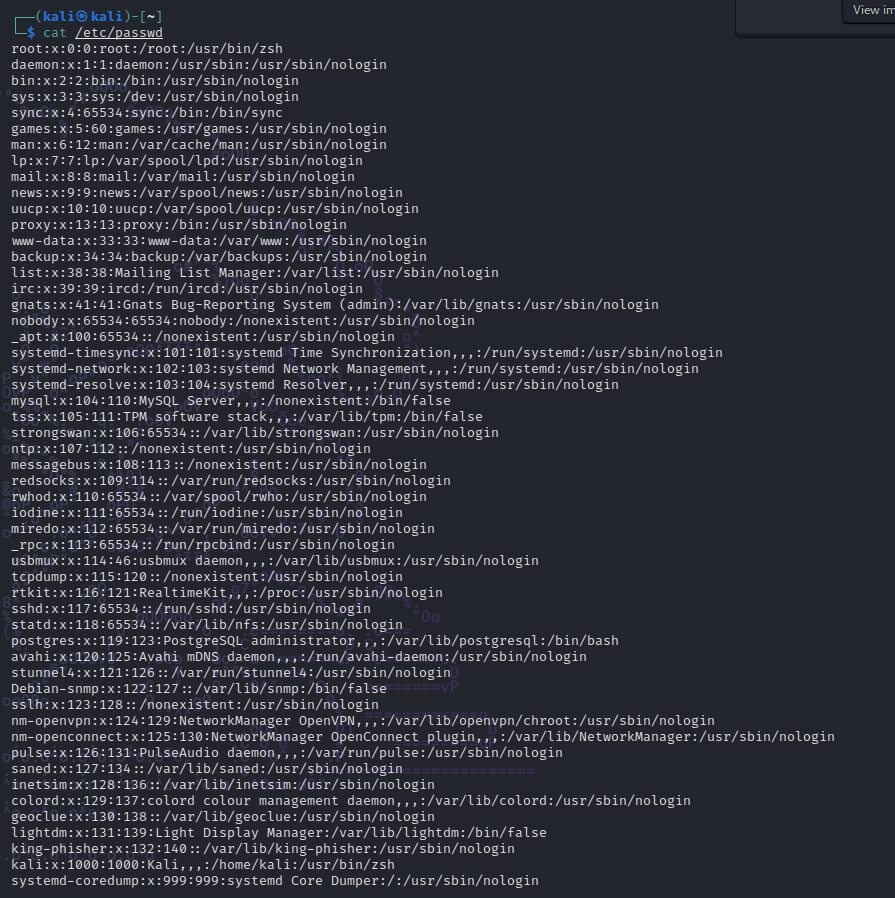 View im
┌──(kali㉿kali)-[~]
└─$ cat /etc/passwd
root:x:0:0:root:/root:/usr/bin/zsh
daemon:x:1:1:daemon:/usr/sbin:/usr/sbin/nologin
bin:x:2:2:bin:/bin:/usr/sbin/nologin
sys:x:3:3:sys:/dev:/usr/sbin/nologin
sync:x:4:65534:sync:/bin:/bin/sync
games:x:5:60:games:/usr/games:/usr/sbin/nologin
man:x:6:12:man:/var/cache/man:/usr/sbin/nologin
lp:x:7:7:lp:/var/spool/lpd:/usr/sbin/nologin
mail:x:8:8:mail:/var/mail:/usr/sbin/nologin
news:x:9:9:news:/var/spool/news:/usr/sbin/nologin
uucp:x:10:10:uucp:/var/spool/uucp:/usr/sbin/nologin
proxy:x:13:13:proxy:/bin:/usr/sbin/nologin
www-data:x:33:33:www-data:/var/www:/usr/sbin/nologin
backup:x:34:34:backup:/var/backups:/usr/sbin/nologin
list:x:38:38:Mailing List Manager:/var/list:/usr/sbin/nologin
irc:x:39:39:ircd:/run/ircd:/usr/sbin/nologin
gnats:x:41:41:Gnats Bug-Reporting System (admin):/var/lib/gnats:/usr/sbin/nologin
nobody:x:65534:65534:nobody:/nonexistent:/usr/sbin/nologin
_apt:x:100:65534::/nonexistent:/usr/sbin/nologin
systemd-timesync:x:101:101:systemd Time Synchronization,,,:/run/systemd:/usr/sbin/nologin
systemd-network:x:102:103:systemd Network Management,,,:/run/systemd:/usr/sbin/nologin
systemd-resolve:x:103:104:systemd Resolver,,,:/run/systemd:/usr/sbin/nologin
mysql:x:104:110:MySQL Server,,,:/nonexistent:/bin/false
tss:x:105:111:TPM software stack,,,:/var/lib/tpm:/bin/false
strongswan:x:106:65534::/var/lib/strongswan:/usr/sbin/nologin
ntp:x:107:112::/nonexistent:/usr/sbin/nologin
messagebus:x:108:113::/nonexistent:/usr/sbin/nologin
redsocks:x:109:114::/var/run/redsocks:/usr/sbin/nologin
rwhod:x:110:65534::/var/spool/rwho:/usr/sbin/nologin
iodine:x:111:65534::/run/iodine:/usr/sbin/nologin
miredo:x:112:65534::/var/run/miredo:/usr/sbin/nologin
_rpc:x:113:65534::/run/rpcbind:/usr/sbin/nologin
usbmux:x:114:46:usbmux daemon,,,:/var/lib/usbmux:/usr/sbin/nologin
tcpdump:x:115:120::/nonexistent:/usr/sbin/nologin
rtkit:x:116:121:RealtimeKit,,,:/proc:/usr/sbin/nologin
sshd:x:117:65534::/run/sshd:/usr/sbin/nologin
statd:x:118:65534::/var/lib/nfs:/usr/sbin/nologin
postgres:x:119:123:PostgreSQL administrator,,,:/var/lib/postgresql:/bin/bash
avahi:x:120:125:Avahi mDNS daemon,,,:/run/avahi-daemon:/usr/sbin/nologin
stunnel4:x:121:126::/var/run/stunnel4:/usr/sbin/nologin
Debian-snmp:x:122:127::/var/lib/snmp:/bin/false
sslh:x:123:128::/nonexistent:/usr/sbin/nologin
nm-openvpn:x:124:129:NetworkManager OpenVPN,,,:/var/lib/openvpn/chroot:/usr/sbin/nologin
nm-openconnect:x:125:130:NetworkManager OpenConnect plugin,,,:/var/lib/NetworkManager:/usr/sbin/nologin
pulse:x:126:131:PulseAudio daemon,,,:/var/run/pulse:/usr/sbin/nologin
saned:x:127:134::/var/lib/saned:/usr/sbin/nologin
inetsim:x:128:136::/var/lib/inetsim:/usr/sbin/nologin
colord:x:129:137:colord colour management daemon,,,:/var/lib/colord:/usr/sbin/nologin
geoclue:x:130:138::/var/lib/geoclue:/usr/sbin/nologin
lightdm:x:131:139:Light Display Manager:/var/lib/lightdm:/bin/false
king-phisher:x:132:140::/var/lib/king-phisher:/usr/sbin/nologin
kali:x:1000:1000:Kali,,,:/home/kali:/usr/bin/zsh
systemd-coredump:x:999:999:systemd Core Dumper:/:/usr/sbin/nologin